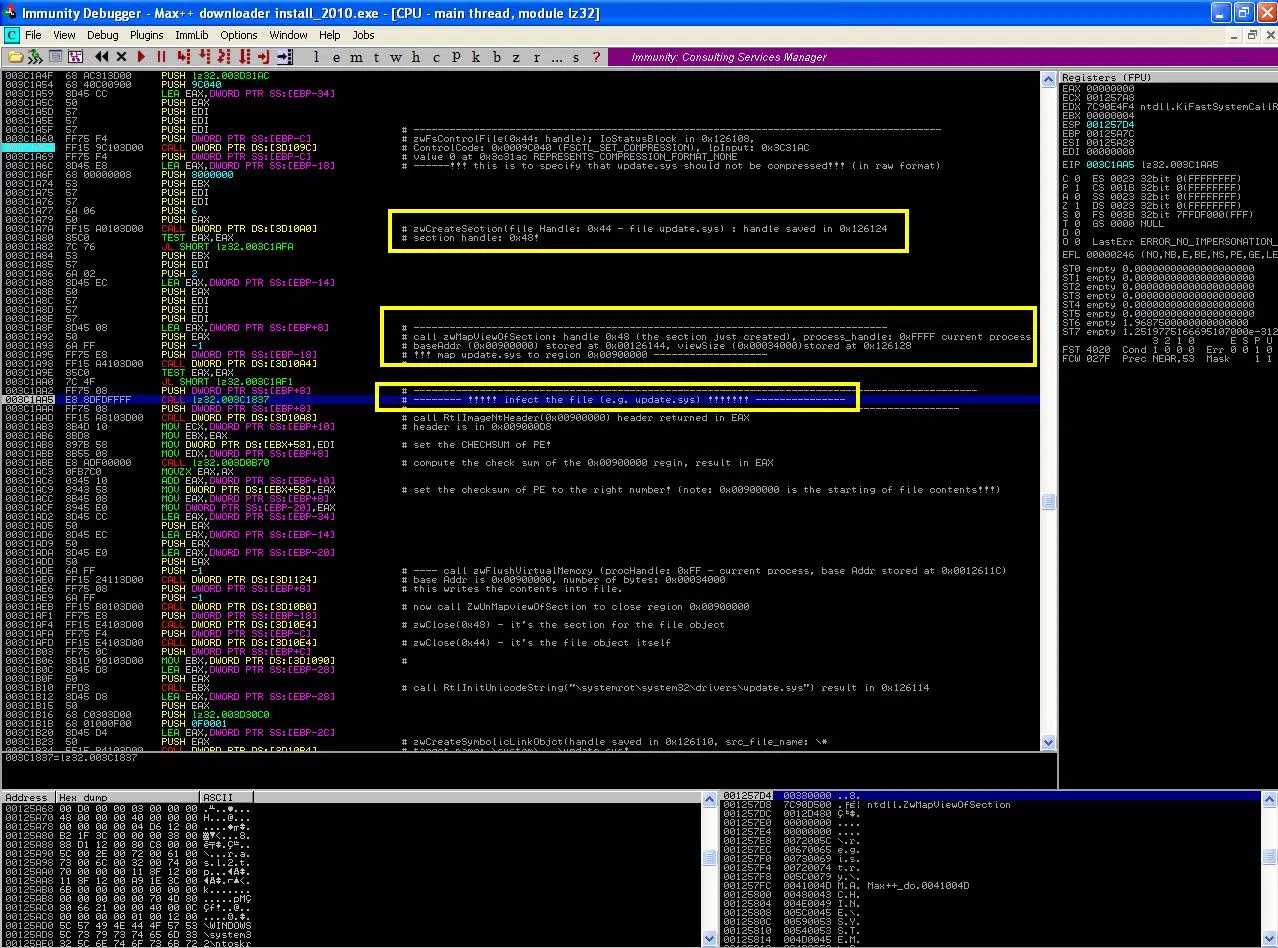 Immunity Debugger - Max++ downloader install_2010.exe - [CPU - main thread, module lz32]
File View Debug Plugins ImmLib Options Window Help Jobs
l e m t w h c P k b z r ... s ?
Immunity: Consulting Services Manager
003C1A4F 68 AC313D00 PUSH lz32.003D31AC
003C1A54 68 40C00900 PUSH 9C040
003C1A59 8D45 CC LEA EAX,DWORD PTR SS:[EBP-34]
003C1A5C 50 PUSH EAX
003C1A5D 57 PUSH EDI
003C1A5E 57 PUSH EDI
003C1A5F 57 PUSH EDI
003C1A60 FF75 F4 PUSH DWORD PTR SS:[EBP-C] # zwFsControlFile(0x44: handle); IoStatusBlock in 0x126108,
FF15 9C103D00 CALL DWORD PTR DS:[3D109C] # ControlCode: 0x0009C040 (FSCTL_SET_COMPRESSION), lpInput: 0x3C31AC
003C1A69 FF75 F4 PUSH DWORD PTR SS:[EBP-C] # value 0 at 0x3c31ac REPRESENTS COMPRESSION_FORMAT_NONE
003C1A6C 8D45 E8 LEA EAX,DWORD PTR SS:[EBP-18] # ------!!! this is to specify that update.sys should not be compressed!!! (in raw format)
003C1A6F 68 00000008 PUSH 8000000
003C1A74 53 PUSH EBX
003C1A75 57 PUSH EDI
003C1A76 57 PUSH EDI
003C1A77 6A 06 PUSH 6
003C1A79 50 PUSH EAX
003C1A7A FF15 A0103D00 CALL DWORD PTR DS:[3D10A0] # zwCreateSection(file Handle: 0x44 - file update.sys) : handle saved in 0x126124
003C1A80 85C0 TEST EAX,EAX # section handle: 0x48!
003C1A82 7C 76 JL SHORT lz32.003C1AFA
003C1A84 53 PUSH EBX
003C1A85 57 PUSH EDI
003C1A86 6A 02 PUSH 2
003C1A88 8D45 EC LEA EAX,DWORD PTR SS:[EBP-14]
003C1A8B 50 PUSH EAX
003C1A8C 57 PUSH EDI
003C1A8D 57 PUSH EDI
003C1A8E 57 PUSH EDI
003C1A8F 8D45 08 LEA EAX,DWORD PTR SS:[EBP+8]
003C1A92 50 PUSH EAX # call zwMapViewOfSection: handle 0x48 (the section just created), process_handle: 0xFFFF current process
003C1A93 6A FF PUSH -1 # baseAddr (0x00900000) stored at 0x00126144, viewSize (0x00034000)stored at 0x126128
003C1A95 FF75 E8 PUSH DWORD PTR SS:[EBP-18] # !!! map update.sys to region 0x00900000 -------------------
003C1A98 FF15 A4103D00 CALL DWORD PTR DS:[3D10A4]
003C1A9E 85C0 TEST EAX,EAX
003C1AA0 7C 4F JL SHORT lz32.003C1AF1
003C1AA2 FF75 08 PUSH DWORD PTR SS:[EBP+8]
003C1AA5 E8 8DFDFFFF CALL lz32.003C1837 # -------- !!!!! infect the file (e.g. update.sys) !!!!!!! ---------------
003C1AAA FF75 08 PUSH DWORD PTR SS:[EBP+8]
003C1AAD FF15 A8103D00 CALL DWORD PTR DS:[3D10A8] # call RtlImageNtHeader(0x00900000) header returned in EAX
003C1AB3 8B4D 10 MOV ECX,DWORD PTR SS:[EBP+10] # header is in 0x009000D8
003C1AB6 8BD8 MOV EBX,EAX
003C1AB8 897B 58 MOV DWORD PTR DS:[EBX+58],EDI # set the CHECHSUM of PE!
003C1ABB 8B55 08 MOV EDX,DWORD PTR SS:[EBP+8]
003C1ABE E8 ADF00000 CALL lz32.003D0B70 # compute the check sum of the 0x00900000 regin, result in EAX
003C1AC3 0FB7C0 MOVZX EAX,AX
003C1AC6 0345 10 ADD EAX,DWORD PTR SS:[EBP+10]
003C1AC9 8943 58 MOV DWORD PTR DS:[EBX+58],EAX # set the checksum of PE to the right number! (note: 0x00900000 is the starting of file contents!!!)
003C1ACC 8B45 08 MOV EAX,DWORD PTR SS:[EBP+8]
003C1ACF 8945 E0 MOV DWORD PTR SS:[EBP-20],EAX
003C1AD2 8D45 CC LEA EAX,DWORD PTR SS:[EBP-34]
003C1AD5 50 PUSH EAX
003C1AD6 8D45 EC LEA EAX,DWORD PTR SS:[EBP-14]
003C1AD9 50 PUSH EAX
003C1ADA 8D45 E0 LEA EAX,DWORD PTR SS:[EBP-20]
003C1ADD 50 PUSH EAX
003C1ADE 6A FF PUSH -1 # ---- call zwFlushVirtualMemory (procHandle: 0xFF - current process, base Addr stored at 0x0012611C)
003C1AE0 FF15 24113D00 CALL DWORD PTR DS:[3D1124] # base Addr is 0x00900000, number of bytes: 0x00034000
003C1AE6 FF75 08 PUSH DWORD PTR SS:[EBP+8] # this writes the contents into file.
003C1AE9 6A FF PUSH -1
003C1AEB FF15 B0103D00 CALL DWORD PTR DS:[3D10B0] # now call ZwUnMapviewOfSection to close region 0x00900000
003C1AF1 FF75 E8 PUSH DWORD PTR SS:[EBP-18]
003C1AF4 FF15 E4103D00 CALL DWORD PTR DS:[3D10E4] # zwClose(0x48) - it's the section for the file object
003C1AFA FF75 F4 PUSH DWORD PTR SS:[EBP-C]
003C1AFD FF15 E4103D00 CALL DWORD PTR DS:[3D10E4] # zwClose(0x44) - it's the file object itself
003C1B03 FF75 0C PUSH DWORD PTR SS:[EBP+C]
003C1B06 8B1D 90103D00 MOV EBX,DWORD PTR DS:[3D1090] #
003C1B0C 8D45 D8 LEA EAX,DWORD PTR SS:[EBP-28]
003C1B0F 50 PUSH EAX
003C1B10 FFD3 CALL EBX # call RtlInitUnicodeString("\systemrot\system32\drivers\update.sys") result in 0x126114
003C1B12 8D45 D8 LEA EAX,DWORD PTR SS:[EBP-28]
003C1B15 50 PUSH EAX
003C1B16 68 C0303D00 PUSH lz32.003D30C0
003C1B1B 68 01000F00 PUSH 0F0001
003C1B20 8D45 D4 LEA EAX,DWORD PTR SS:[EBP-2C]
003C1B23 50 PUSH EAX # zwCreateSymbolicLinkObjct(handle saved in 0x126110, src_file_name: \*
003C1837=lz32.003C1837
Registers (FPU)
EAX 00000000
ECX 001257A8
EDX 7C90E4F4 ntdll.KiFastSystemCallR
EBX 00000004
ESP 001257D4
EBP 00125A7C
ESI 00125A28
EDI 00000000
EIP 003C1AA5 lz32.003C1AA5
C 0 ES 0023 32bit 0(FFFFFFFF)
P 1 CS 001B 32bit 0(FFFFFFFF)
A 0 SS 0023 32bit 0(FFFFFFFF)
Z 1 DS 0023 32bit 0(FFFFFFFF)
S 0 FS 003B 32bit 7FFDF000(FFF)
T 0 GS 0000 NULL
D 0
O 0 LastErr ERROR_NO_IMPERSONATION_
EFL 00000246 (NO,NB,E,BE,NS,PE,GE,LE
ST0 empty 0.0000000000000000000
ST1 empty 0.0000000000000000000
ST2 empty 0.0000000000000000000
ST3 empty 0.0000000000000000000
ST4 empty 0.0000000000000000000
ST5 empty 0.0000000000000000000
ST6 empty 1.9687500000000000000
ST7 empty 1.2519775166695107000e-312
3 2 1 0 E S P U
FST 4020 Cond 1 0 0 0 Err 0 0 1 0
FCW 027F Prec NEAR,53 Mask 1 1
Address Hex dump ASCII
00125A68 00 D0 00 00 03 00 00 00
00125A70 48 00 00 00 40 00 00 00 H...@...
00125A78 00 00 00 00 04 D6 12 00
00125A80 B2 1F 3C 00 00 00 38 00
00125A88 88 D1 12 00 80 C8 00 00
00125A90 5C 00 2E 00 72 00 61 00 \...r.a.
00125A98 73 00 6C 00 32 00 74 00 s.l.2.t.
00125AA0 70 00 00 00 11 8F 12 00
00125AA8 11 8F 12 00 A9 1E 3C 00
00125AB0 6B 00 00 00 00 00 00 00 k.......
00125AB8 00 00 00 00 00 70 4D 80
00125AC0 80 66 21 00 00 40 00 0C
00125AC8 00 00 00 00 01 00 12 00
00125AD0 5C 57 49 4E 44 4F 57 53 \WINDOWS
00125AD8 5C 73 79 73 74 65 6D 33 \system3
00125AE0 32 5C 6E 74 6F 73 6B 72 2\ntoskr
001257D4 00380000 ..8.
001257D8 7C90D500 ntdll.ZwMapViewOfSection
001257DC 0012D480
001257E0 00000000 ....
001257E4 00000000 ....
001257E8 0072005C \.r.
001257EC 00670065 e.g.
001257F0 00730069 i.s.
001257F4 00720074 t.r.
001257F8 005C0079 y.\.
001257FC 0041004D M.A. Max++_do.0041004D
00125800 00480043 C.H.
00125804 004E0049 I.N.
00125808 005C0045 E.\.
0012580C 00590053 S.Y.
00125810 00540053 S.T.
00125814 004D0045 E.M.